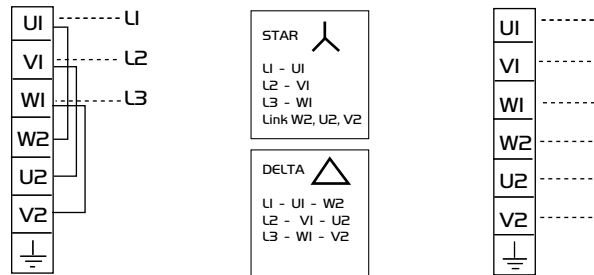 U1 L1
V1 L2
W1 L3
W2
U2
V2
STAR
L1 - U1
L2 - V1
L3 - W1
Link W2, U2, V2
DELTA
L1 - U1 - W2
L2 - V1 - U2
L3 - W1 - V2
U1
V1
W1
W2
U2
V2